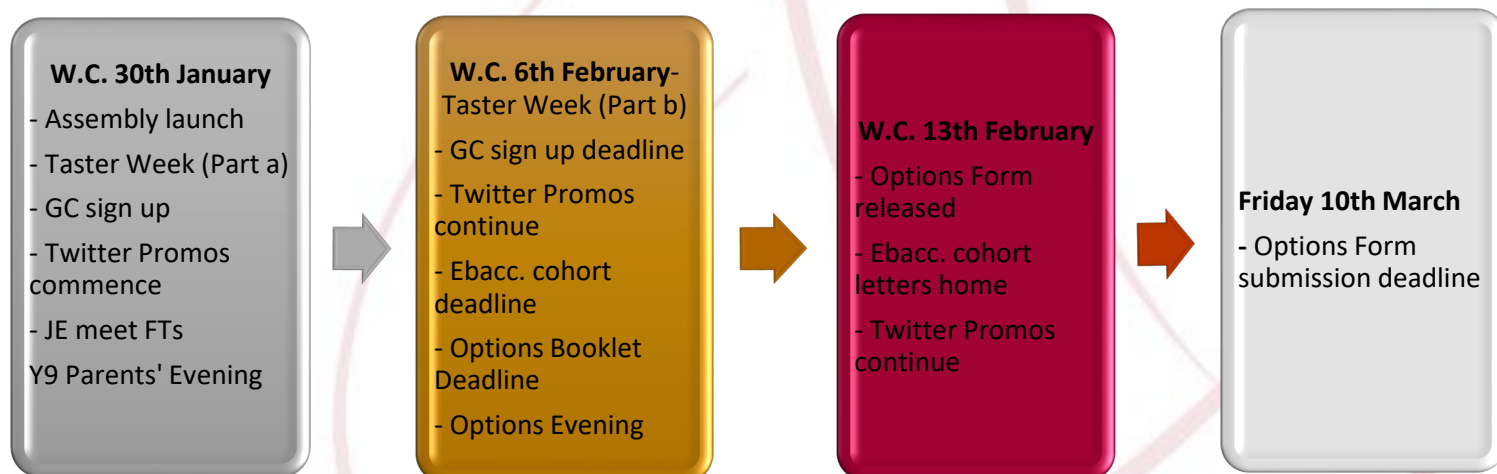 W.C. 30th January
- Assembly launch
- Taster Week (Part a)
- GC sign up
- Twitter Promos
commence
- JE meet FTs
Y9 Parents' Evening
W.C. 6th February-
Taster Week (Part b)
- GC sign up deadline
- Twitter Promos
continue
- Ebacc. cohort
deadline
- Options Booklet
Deadline
- Options Evening
W.C. 13th February
- Options Form
released
- Ebacc. cohort
letters home
- Twitter Promos
continue
Friday 10th March
- Options Form
submission deadline